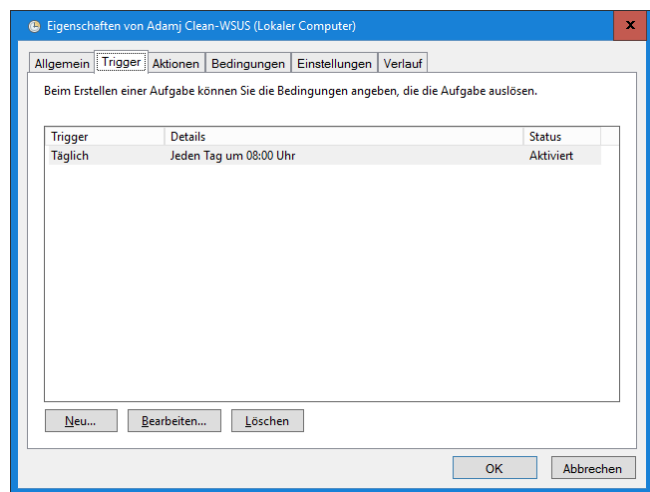 Eigenschaften von Adamj Clean-WSUS (Lokaler Computer)
x
Allgemein Trigger Aktionen Bedingungen Einstellungen Verlauf
Beim Erstellen einer Aufgabe können Sie die Bedingungen angeben, die die Aufgabe auslösen.
Trigger Details Status
Täglich Jeden Tag um 08:00 Uhr Aktiviert
Neu... Bearbeiten... Löschen
OK Abbrechen